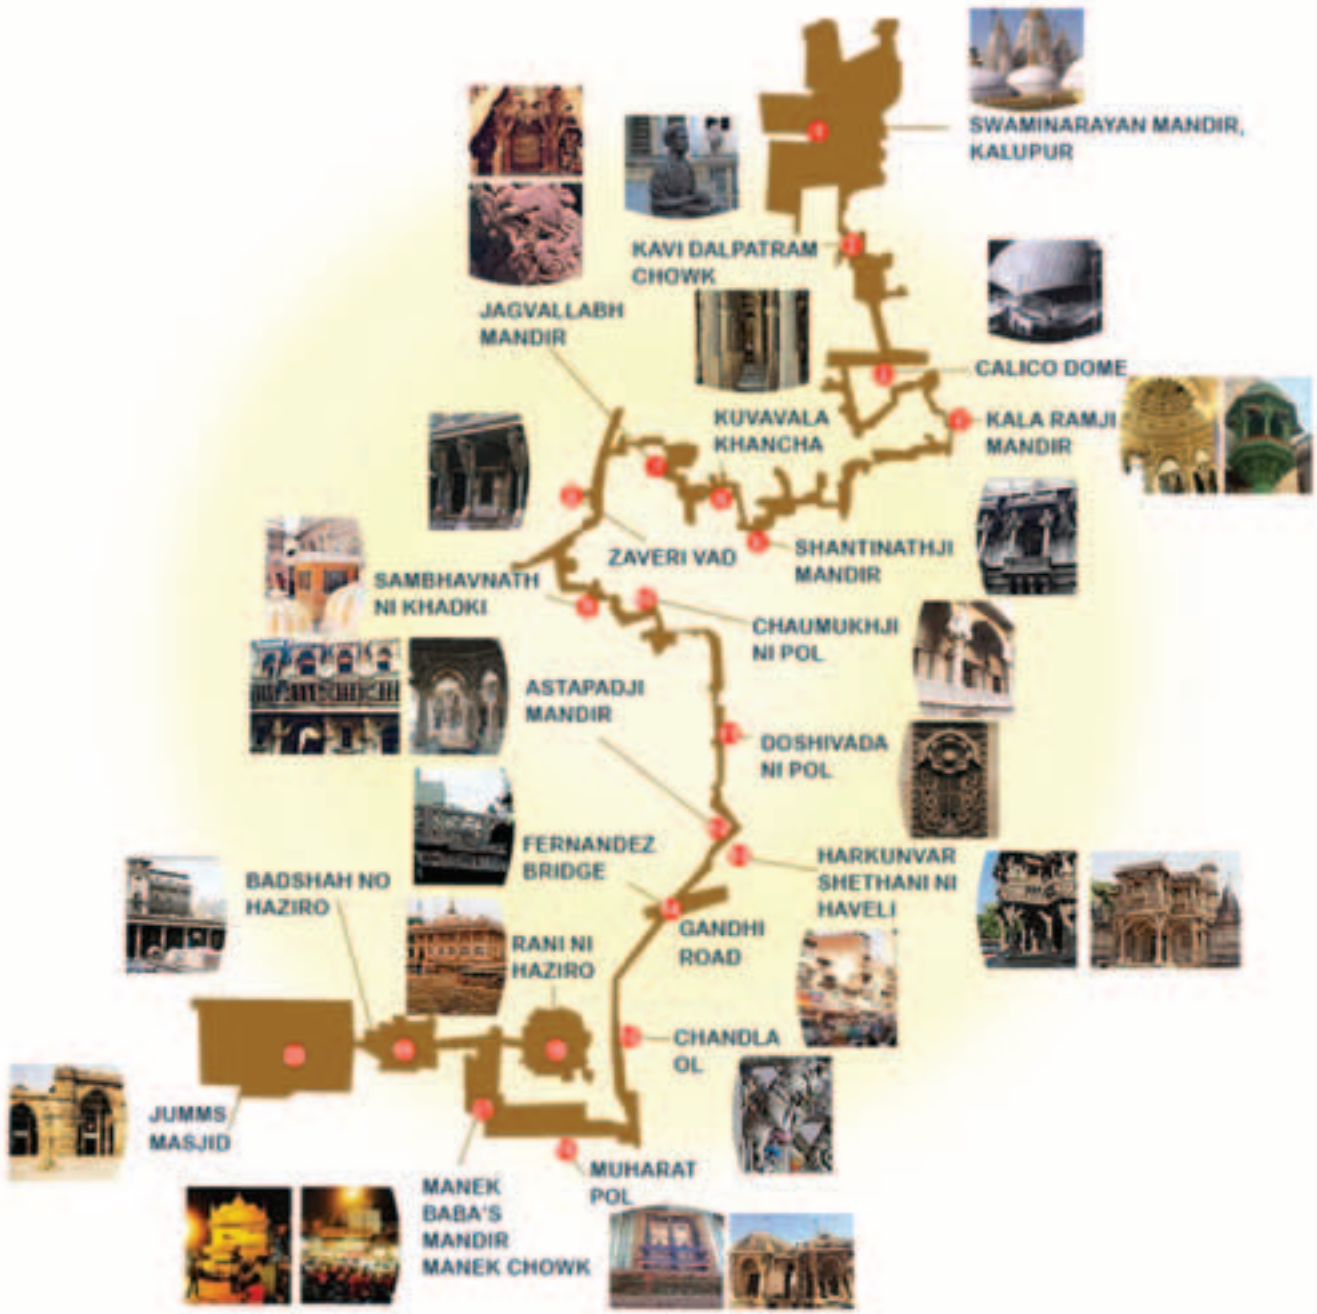 SWAMINARAYAN MANDIR,
KALUPUR
KAVI DALPATRAM
CHOWK
JAGVALLABH
MANDIR
CALICO DOME
KUVAVALA
KHANCHA
KALA RAMJI
MANDIR
ZAVERI VAD
SHANTINATHJI
MANDIR
SAMBHAVNATH
NI KHADKI
CHAUMUKHJI
NI POL
ASTAPADJI
MANDIR
DOSHIVADA
NI POL
FERNANDEZ
BRIDGE
HARKUNVAR
SHETHANI NI
HAVELI
BADSHAH NO
HAZIRO
GANDHI
ROAD
RANI NI
HAZIRO
CHANDLA
OL
JUMMS
MASJID
MUHARAT
POL
MANEK
BABA'S
MANDIR
MANEK CHOWK